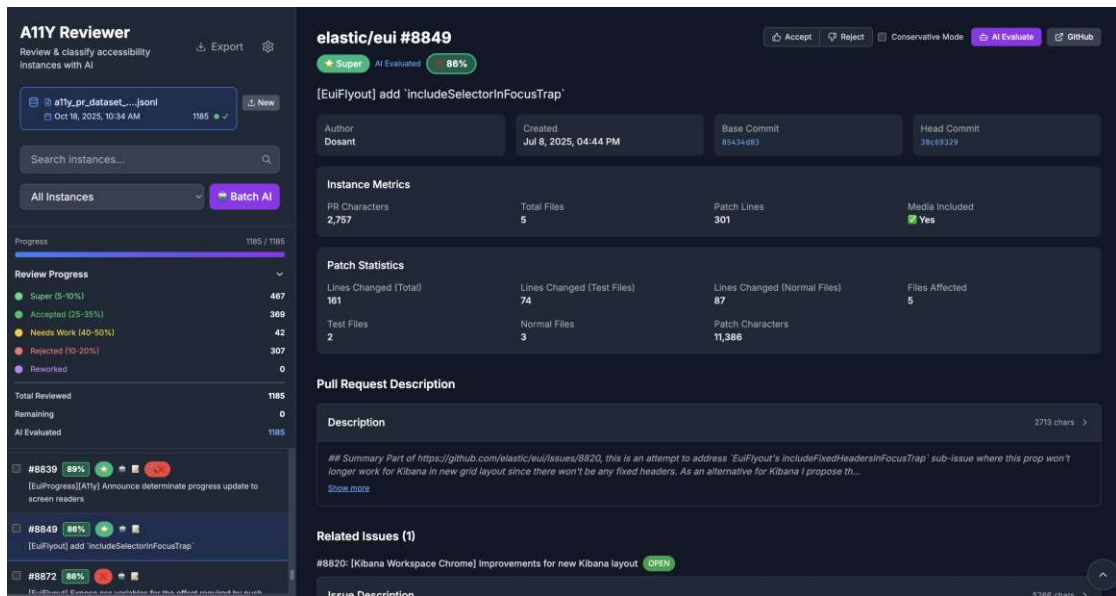 A11Y Reviewer
Review & classify accessibility
instances with AI
Export
a11y_pr_dataset_....jsonl
Oct 18, 2025, 10:34 AM
1185
New
Search instances...
All Instances
Batch AI
Progress
1185 / 1185
Review Progress
Super (5-10%)
467
Accepted (25-35%)
369
Needs Work (40-50%)
42
Rejected (10-20%)
307
Reworked
0
Total Reviewed
1185
Remaining
0
AI Evaluated
1185
#8839 89%
[EuiProgress][A11y] Announce determinate progress update to
screen readers
#8849 86%
[EuiFlyout] add `includeSelectorInFocusTrap`
#8872 86%
[EuiFlyout] Expose css variables for the offset required by push
elastic/eui #8849
Accept
Reject
Conservative Mode
AI Evaluate
GitHub
Super
AI Evaluated
86%
[EuiFlyout] add `includeSelectorInFocusTrap`
Author
Dosant
Created
Jul 8, 2025, 04:44 PM
Base Commit
85434d83
Head Commit
38c69329
Instance Metrics
PR Characters
2,757
Total Files
5
Patch Lines
301
Media Included
Yes
Patch Statistics
Lines Changed (Total)
161
Lines Changed (Test Files)
74
Lines Changed (Normal Files)
87
Files Affected
5
Test Files
2
Normal Files
3
Patch Characters
11,386
Pull Request Description
Description
2713 chars
## Summary Part of https://github.com/elastic/eui/issues/8820, this is an attempt to address `EuiFlyout's includeFixedHeadersInFocusTrap` sub-issue where this prop won't
longer work for Kibana in new grid layout since there won't be any fixed headers. As an alternative for Kibana I propose th...
Show more
Related Issues (1)
#8820: [Kibana Workspace Chrome] Improvements for new Kibana layout
OPEN
Issue Description
5266 chars